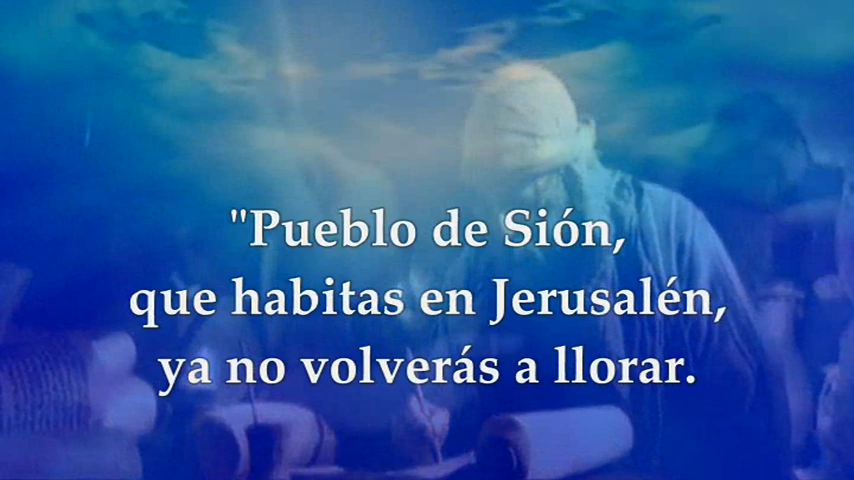 "Pueblo de Sión,
que habitas en Jerusalén,
ya no volverás a llorar.